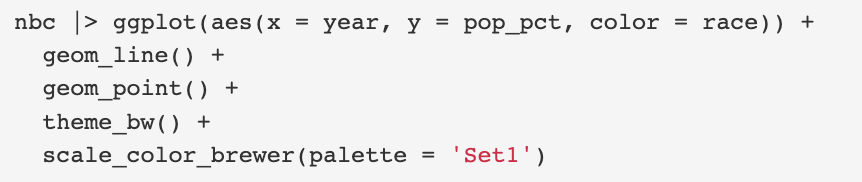 nbc |> ggplot(aes(x = year, y = pop_pct, color = race)) +
  geom_line() +
  geom_point() +
  theme_bw() +
  scale_color_brewer(palette = 'Set1')